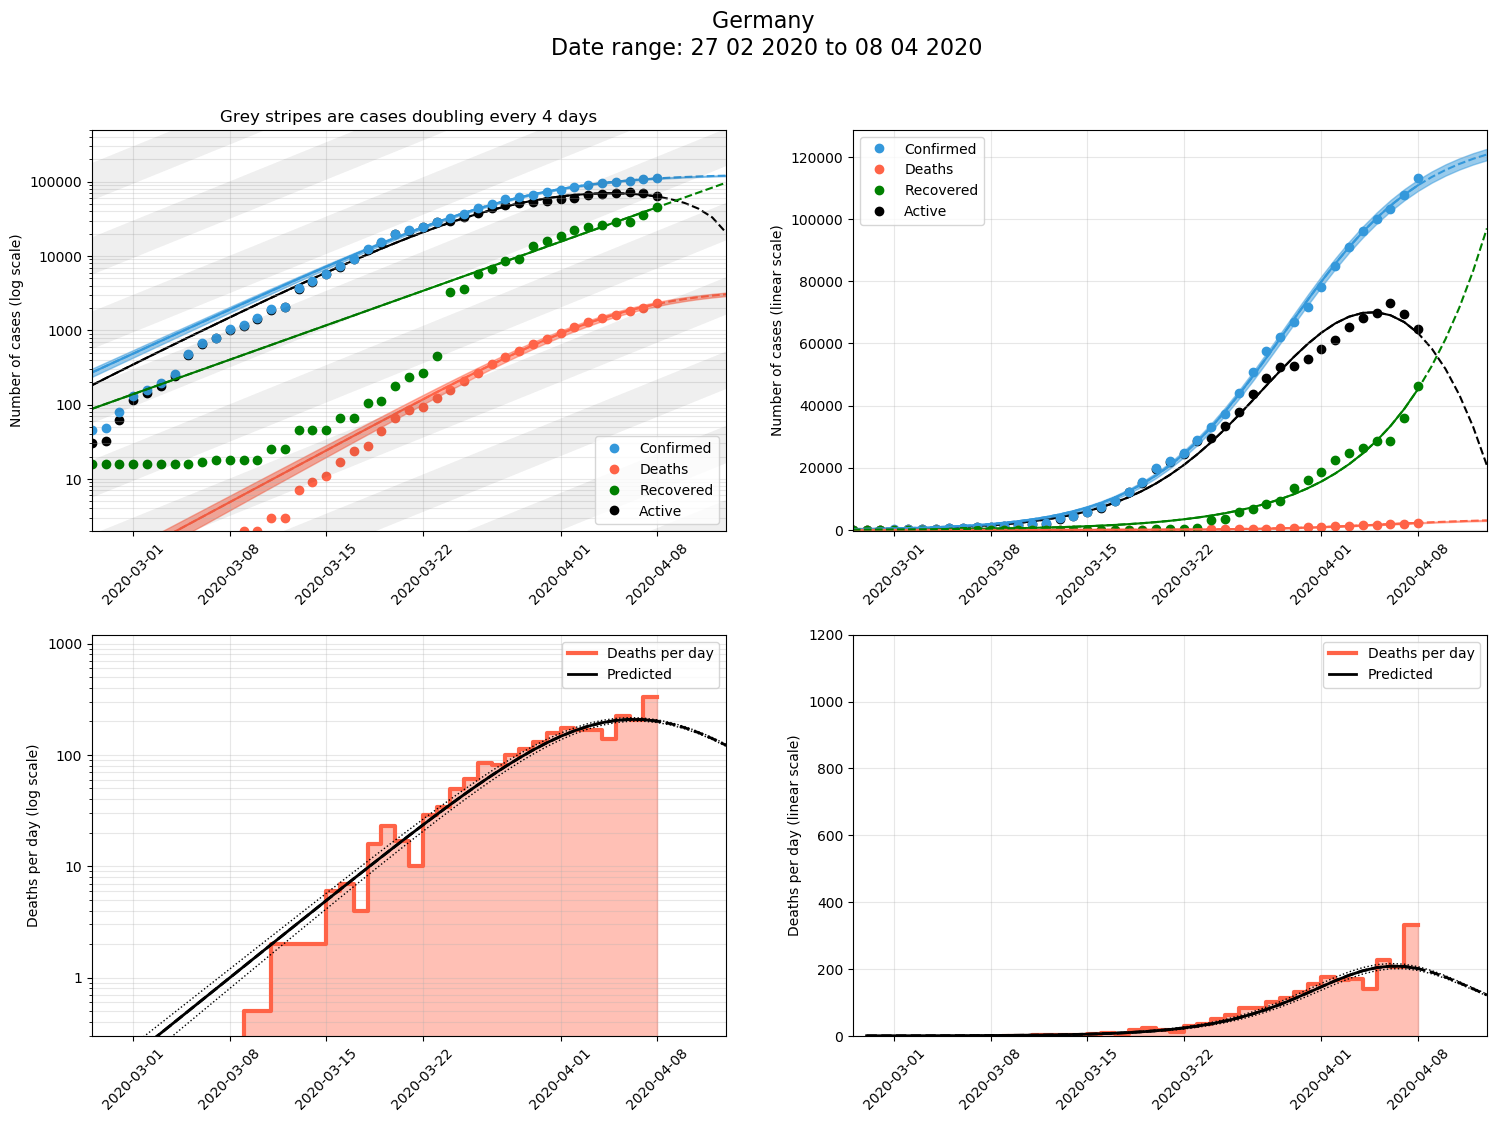 Germany
Date range: 27 02 2020 to 08 04 2020
Grey stripes are cases doubling every 4 days
Number of cases (log scale)
100000
10000
1000
100
10
Confirmed
Deaths
Recovered
Active
2020-03-01
2020-03-08
2020-03-15
2020-03-22
2020-04-01
2020-04-08
Number of cases (linear scale)
120000
100000
80000
60000
40000
20000
0
Confirmed
Deaths
Recovered
Active
2020-03-01
2020-03-08
2020-03-15
2020-03-22
2020-04-01
2020-04-08
Deaths per day (log scale)
1000
100
10
1
Deaths per day
Predicted
2020-03-01
2020-03-08
2020-03-15
2020-03-22
2020-04-01
2020-04-08
Deaths per day (linear scale)
1200
1000
800
600
400
200
0
Deaths per day
Predicted
2020-03-01
2020-03-08
2020-03-15
2020-03-22
2020-04-01
2020-04-08